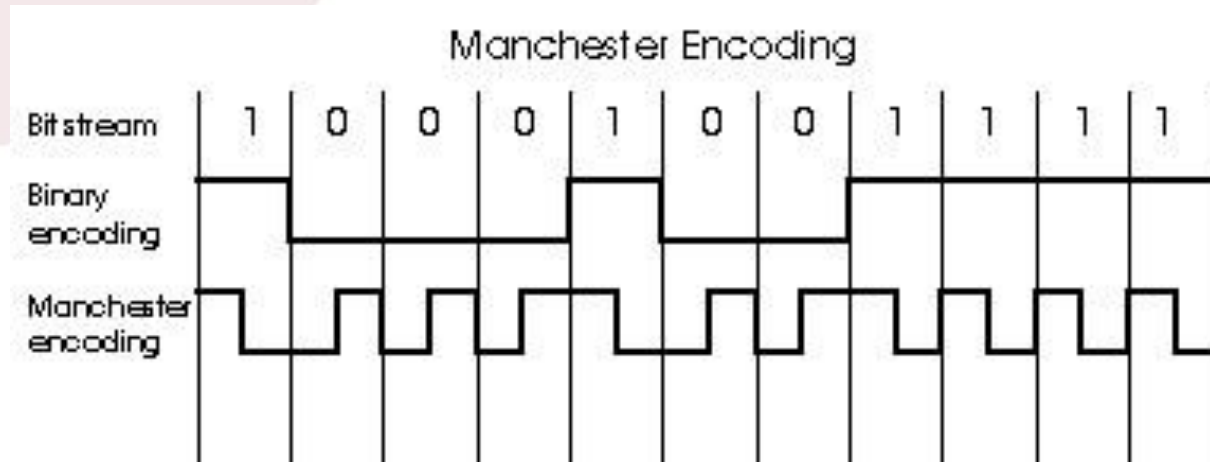 Manchester Encoding
Bit stream 1 0 0 0 1 0 0 1 1 1 1
Binary
encoding
Manchester
encoding